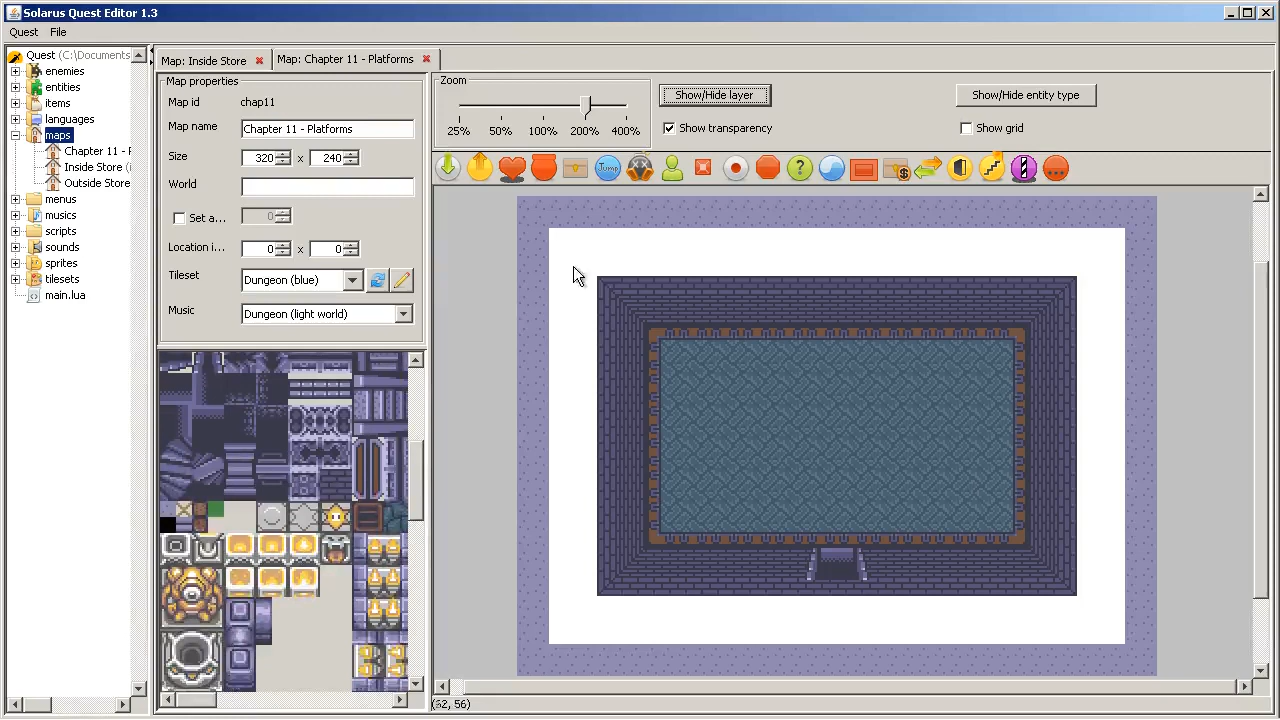 Solarus Quest Editor 1.3
Quest File
Quest (C:\Documents
enemies
entities
items
languages
maps
Chapter 11 - F
Inside Store (i
Outside Store
menus
musics
scripts
sounds
sprites
tilesets
main.lua
Map: Inside Store
Map: Chapter 11 - Platforms
Map properties
Map id chap11
Map name Chapter 11 - Platforms
Size 320 x 240
World
Set a... 0
Location i... 0 x 0
Tileset Dungeon (blue)
Music Dungeon (light world)
Zoom
25% 50% 100% 200% 400%
Show/Hide layer
Show transparency
Show/Hide entity type
Show grid
Jump
?
$
...
(62, 56)